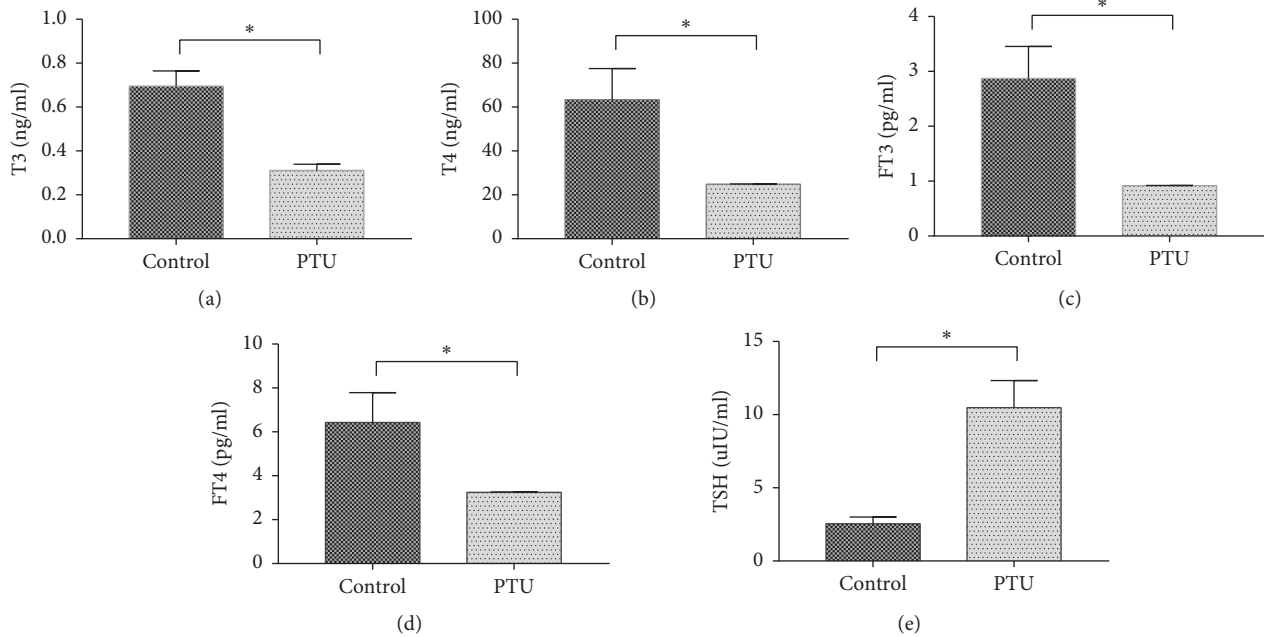 T3 (ng/ml)
1.0
0.8
0.6
0.4
0.2
0.0
*
Control
PTU
(a)
T4 (ng/ml)
100
80
60
40
20
0
*
Control
PTU
(b)
FT3 (pg/ml)
4
3
2
1
0
*
Control
PTU
(c)
FT4 (pg/ml)
10
8
6
4
2
0
*
Control
PTU
(d)
TSH (uIU/ml)
15
10
5
0
*
Control
PTU
(e)